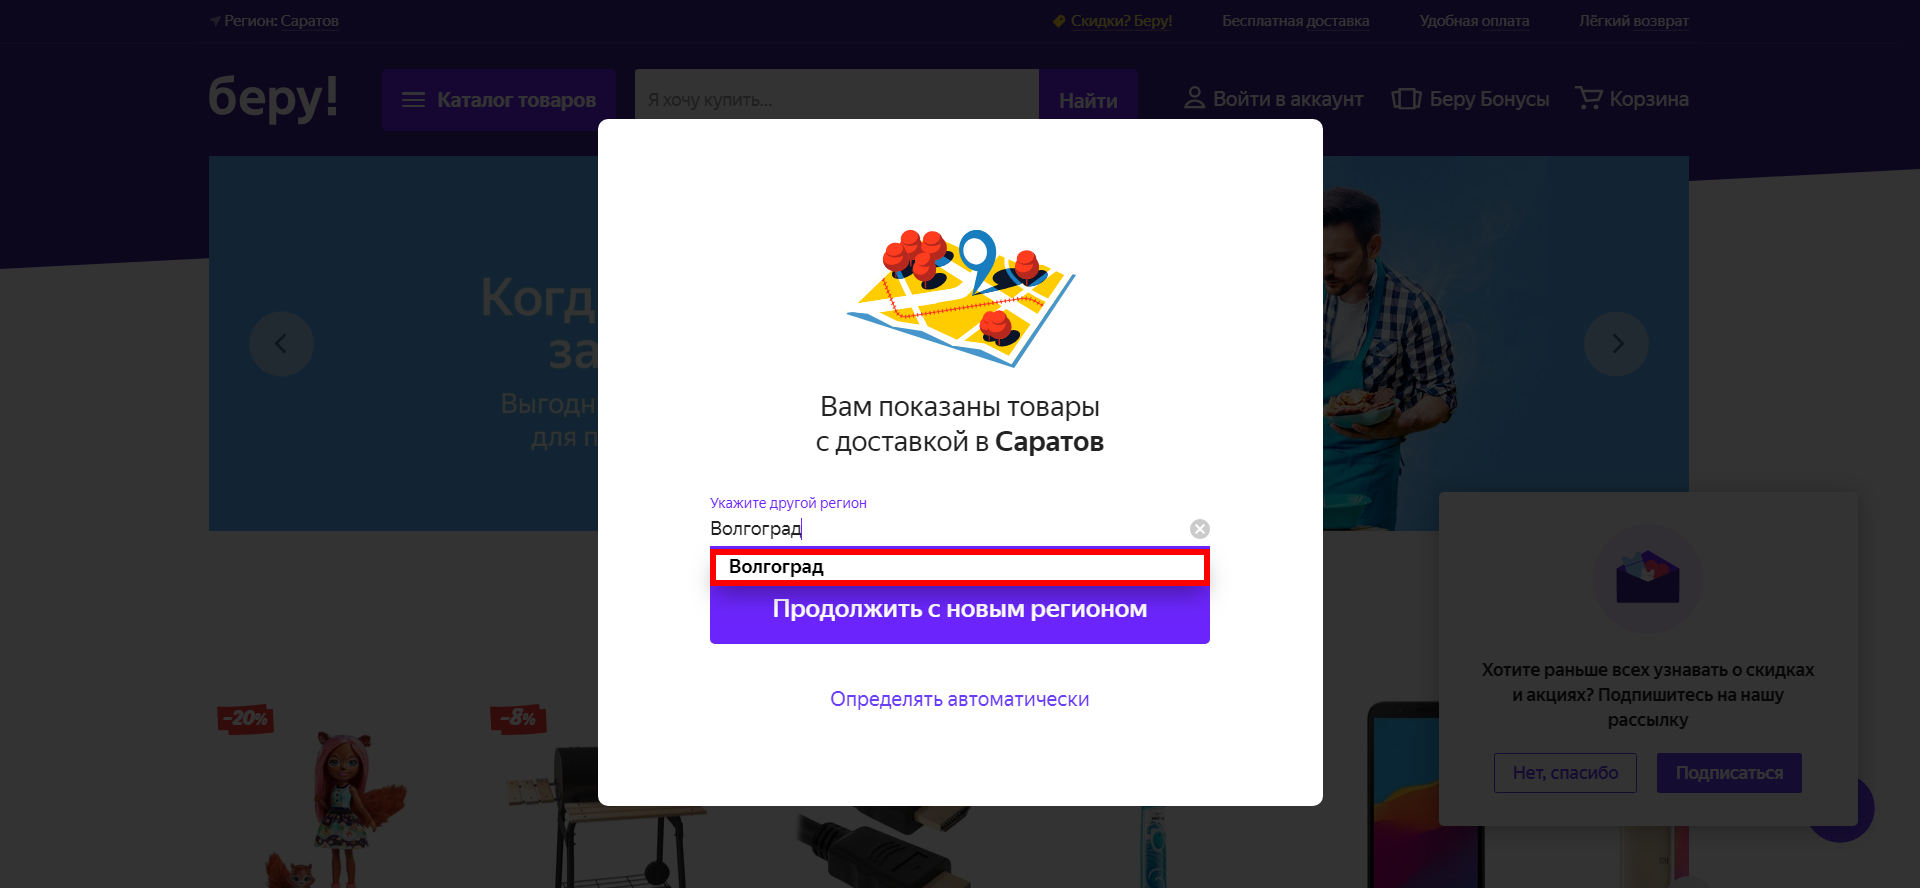 Регион: Саратов
Скидки? Беру!
Бесплатная доставка
Удобная оплата
Лёгкий возврат
беру!
Каталог товаров
Я хочу купить...
Найти
Войти в аккаунт
Беру Бонусы
Корзина
Когд
за
Выгодн
для п
Вам показаны товары
с доставкой в Саратов
Укажите другой регион
Волгоград
Волгоград
Продолжить с новым регионом
Определять автоматически
Хотите раньше всех узнавать о скидках
и акциях? Подпишитесь на нашу
рассылку
Нет, спасибо
Подписаться
-20%
-8%